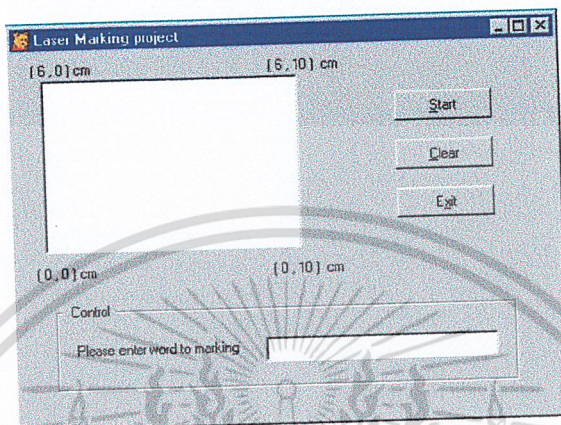 Laser Marking project
[6,0] cm [6,10] cm
Start
Clear
Exit
[0,0] cm [0,10] cm
Control
Please enter word to marking